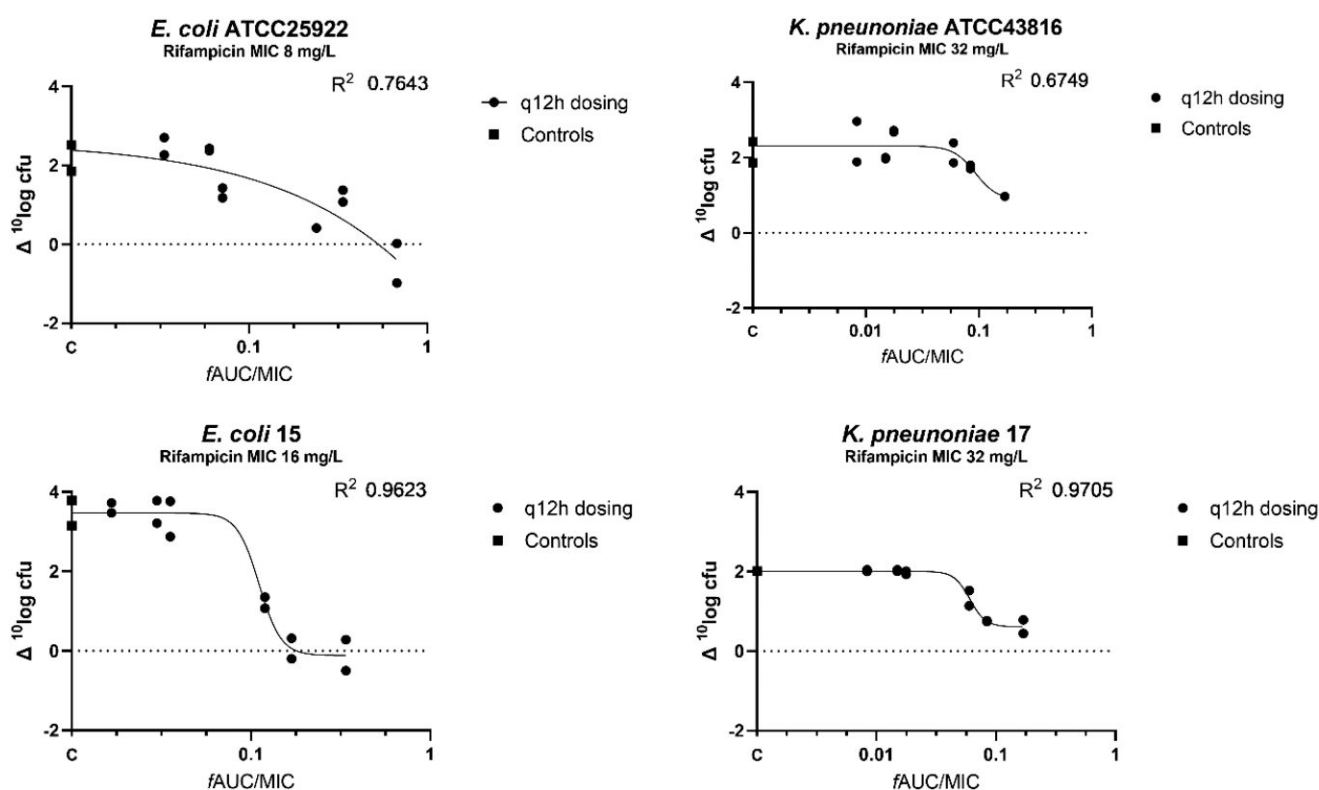 E. coli ATCC25922
Rifampicin MIC 8 mg/L
R² 0.7643
4
2
0
-2
Δ ¹⁰log cfu
C
0.1
1
fAUC/MIC
q12h dosing
Controls
K. pneunoniae ATCC43816
Rifampicin MIC 32 mg/L
R² 0.6749
4
2
0
-2
Δ ¹⁰log cfu
C
0.01
0.1
1
fAUC/MIC
q12h dosing
Controls
E. coli 15
Rifampicin MIC 16 mg/L
R² 0.9623
4
2
0
-2
Δ ¹⁰log cfu
C
0.1
1
fAUC/MIC
q12h dosing
Controls
K. pneunoniae 17
Rifampicin MIC 32 mg/L
R² 0.9705
4
2
0
-2
Δ ¹⁰log cfu
C
0.01
0.1
1
fAUC/MIC
q12h dosing
Controls